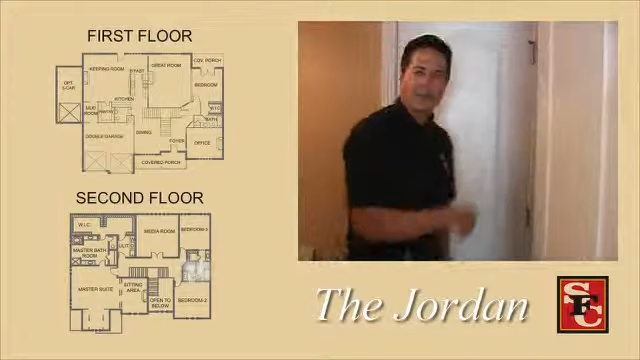 FIRST FLOOR
KEEPING ROOM
GREAT ROOM
COV. PORCH
OPT.
BEDROOM
KITCHEN
MUD
ROOM
W.I.C.
BATH
DOUBLE GARAGE
DINING
FOYER
OFFICE
COVERED PORCH
SECOND FLOOR
W.I.C.
MEDIA ROOM
BEDROOM-3
MASTER BATH
ROOM
MASTER SUITE
SITTING
AREA
OPEN TO
BELOW
BEDROOM-2
The Jordan
SFC